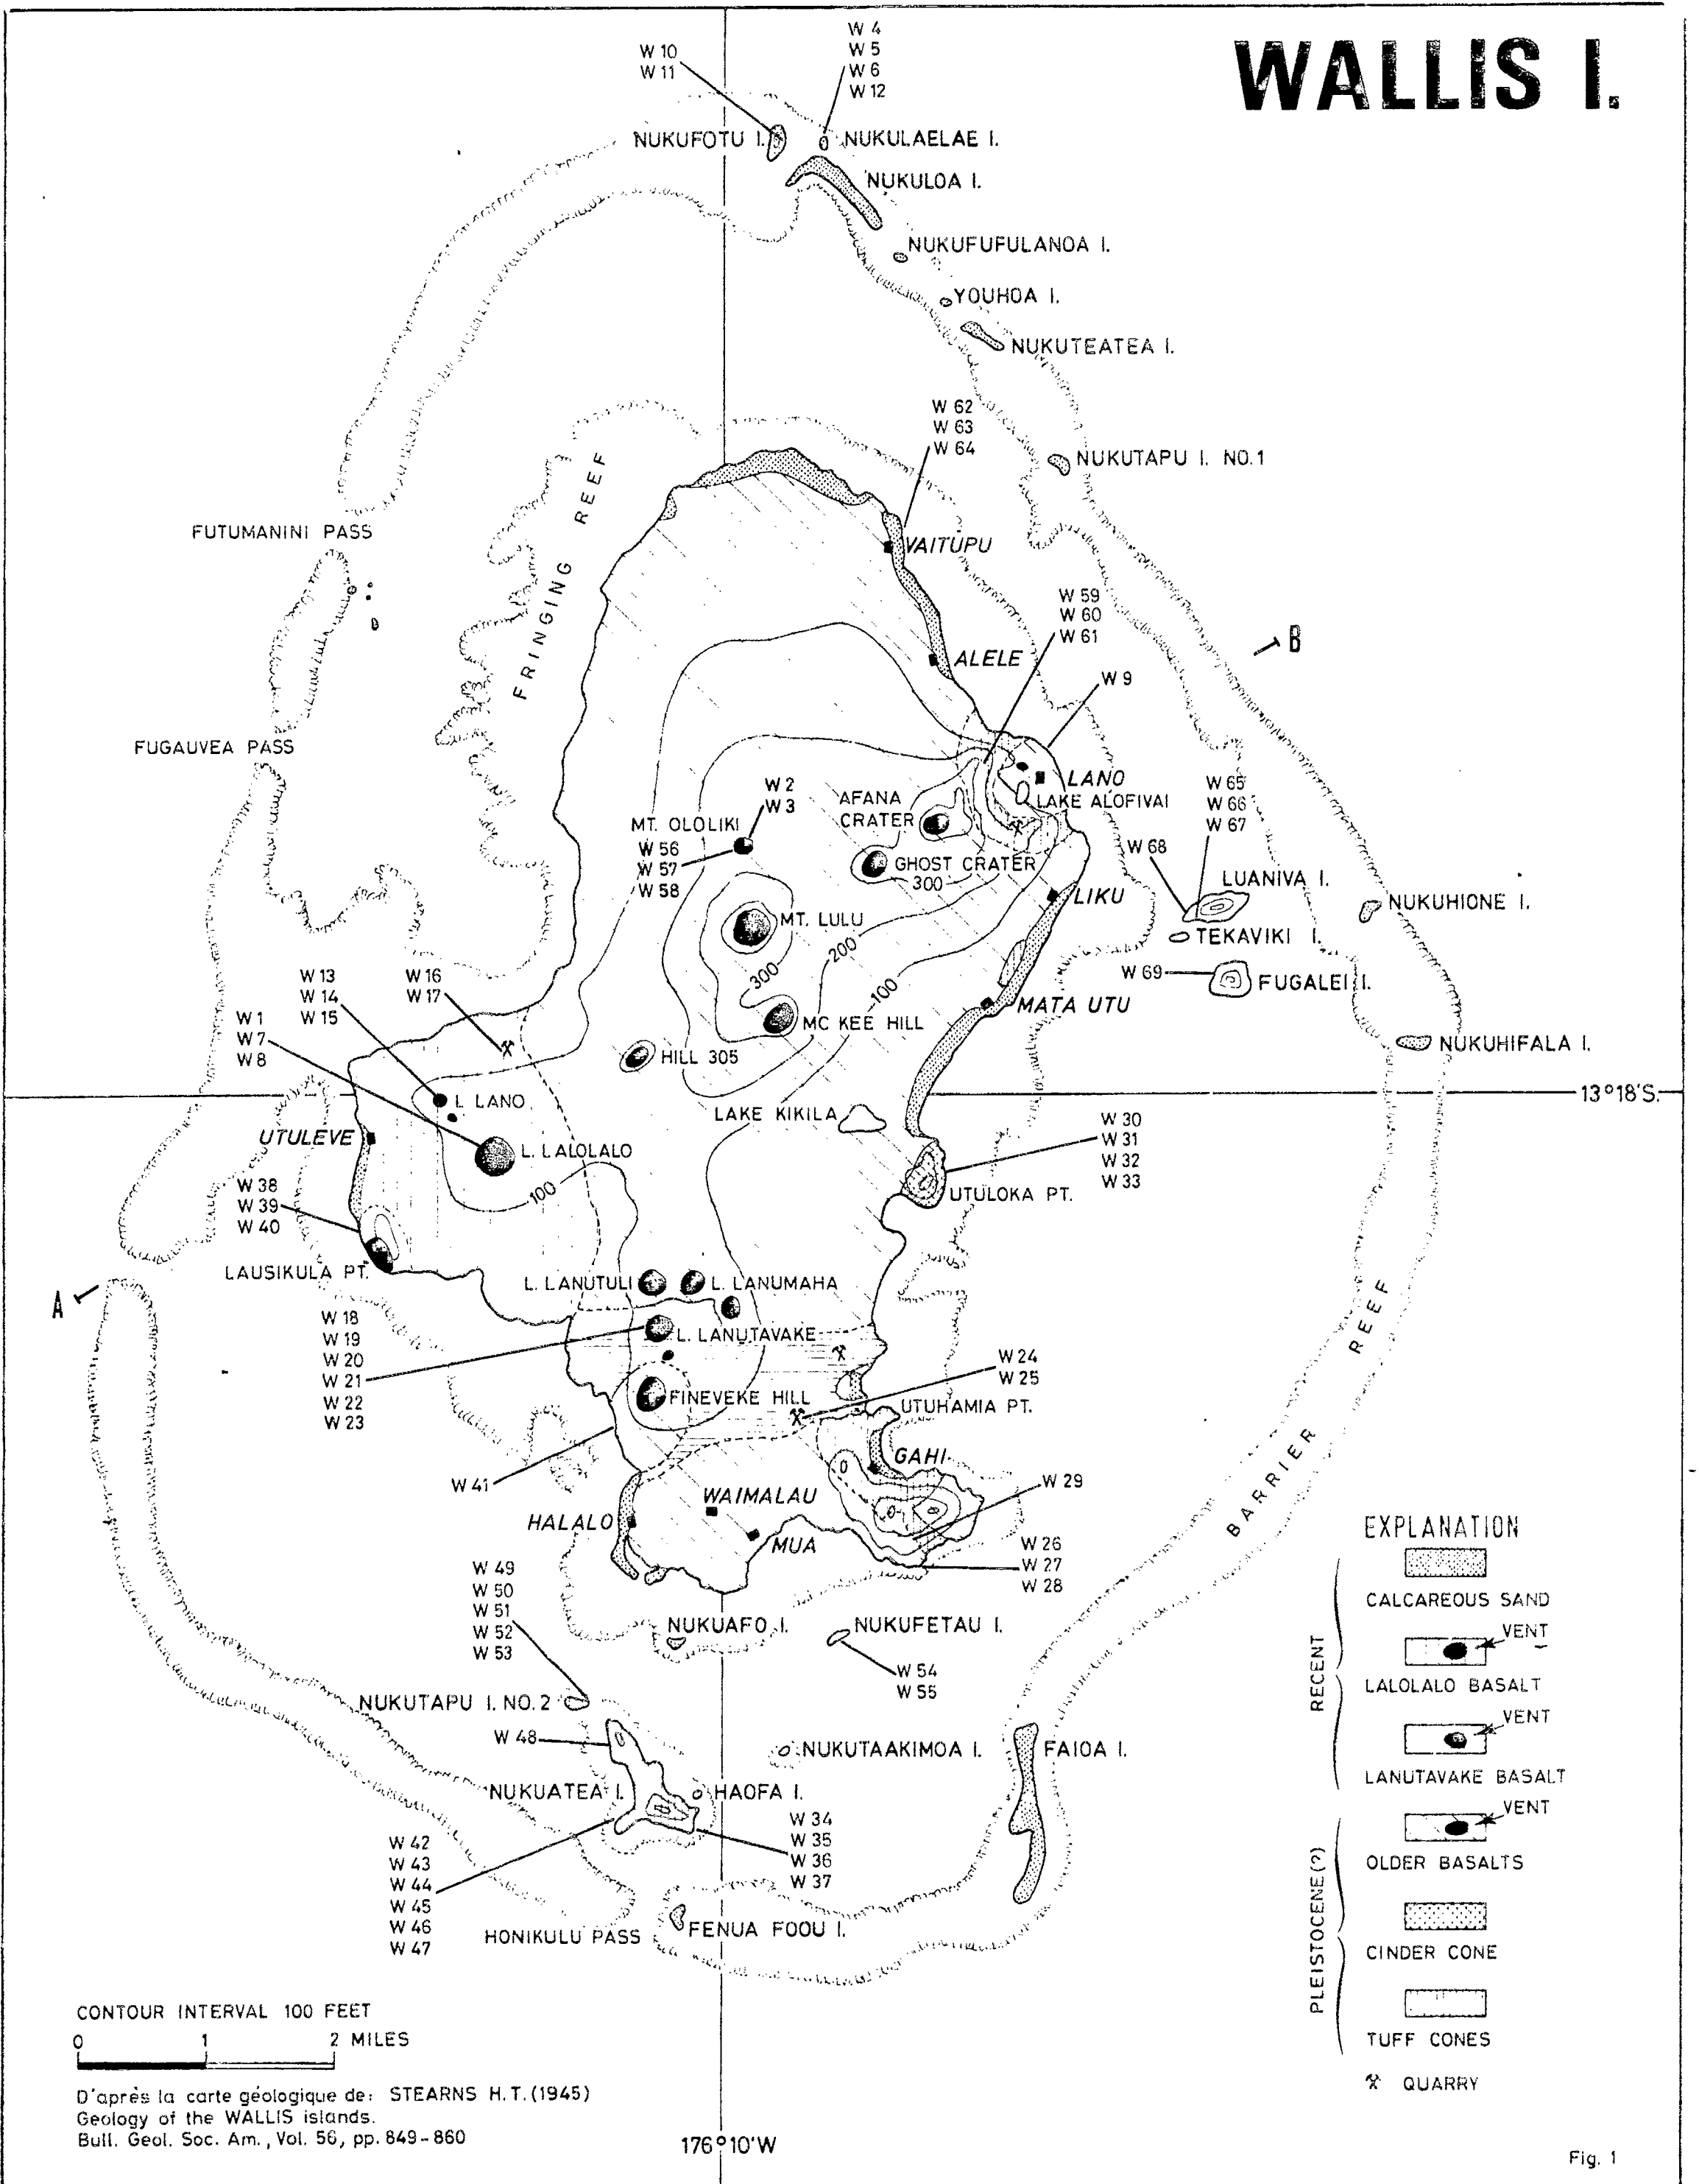 WALLIS I.
W 4
W 5
W 6
W 12
W 10
W 11
NUKUFOTU I.
NUKULAELAE I.
NUKULOA I.
NUKUFUFULANOA I.
YOUHOA I.
NUKUTEATEA I.
W 62
W 63
W 64
NUKUTAPU I. NO.1
FRINGING REEF
FUTUMANINI PASS
VAITUPU
W 59
W 60
W 61
B
ALELE
W 9
FUGAUVEA PASS
LANO
LAKE ALOFIVAI
W 2
W 3
AFANA
CRATER
W 65
W 66
W 67
MT. OLOLIKI
W 56
W 57
W 58
GHOST CRATER
300
W 68
LUANIVA I.
LIKU
NUKUHIONE I.
MT. LULU
TEKAVIKI I.
200
300
100
W 69
FUGALEI I.
W 13
W 14
W 15
W 16
W 17
MATA UTU
MC KEE HILL
W 1
W 7
W 8
HILL 305
NUKUHIFALA I.
13°18'S.
L LANO
LAKE KIKILA
UTULEVE
L. LALOLALO
W 30
W 31
W 32
W 33
100
UTULOKA PT.
W 38
W 39
W 40
LAUSIKULA PT.
L. LANUTULI
L. LANUMAHA
A
W 18
W 19
W 20
W 21
W 22
W 23
L. LANUTAVAKE
W 24
W 25
FINEVEKE HILL
UTUHAMIA PT.
BARRIER REEF
GAHI
W 41
W 29
WAIMALAU
HALALO
MUA
W 26
W 27
W 28
W 49
W 50
W 51
W 52
W 53
NUKUAFO I.
NUKUFETAU I.
W 54
W 55
NUKUTAPU I. NO. 2
W 48
NUKUTAAKIMOA I.
FAIOA I.
NUKUATEA I.
HAOFA I.
W 34
W 35
W 36
W 37
W 42
W 43
W 44
W 45
W 46
W 47
HONIKULU PASS
FENUA FOOU I.
EXPLANATION
RECENT
CALCAREOUS SAND
VENT
LALOLALO BASALT
VENT
LANUTAVAKE BASALT
PLEISTOCENE(?)
VENT
OLDER BASALTS
CINDER CONE
TUFF CONES
QUARRY
CONTOUR INTERVAL 100 FEET
0 1 2 MILES
D'après la carte géologique de: STEARNS H.T. (1945)
Geology of the WALLIS islands.
Bull. Geol. Soc. Am., Vol. 56, pp. 849-860
176°10'W
Fig. 1